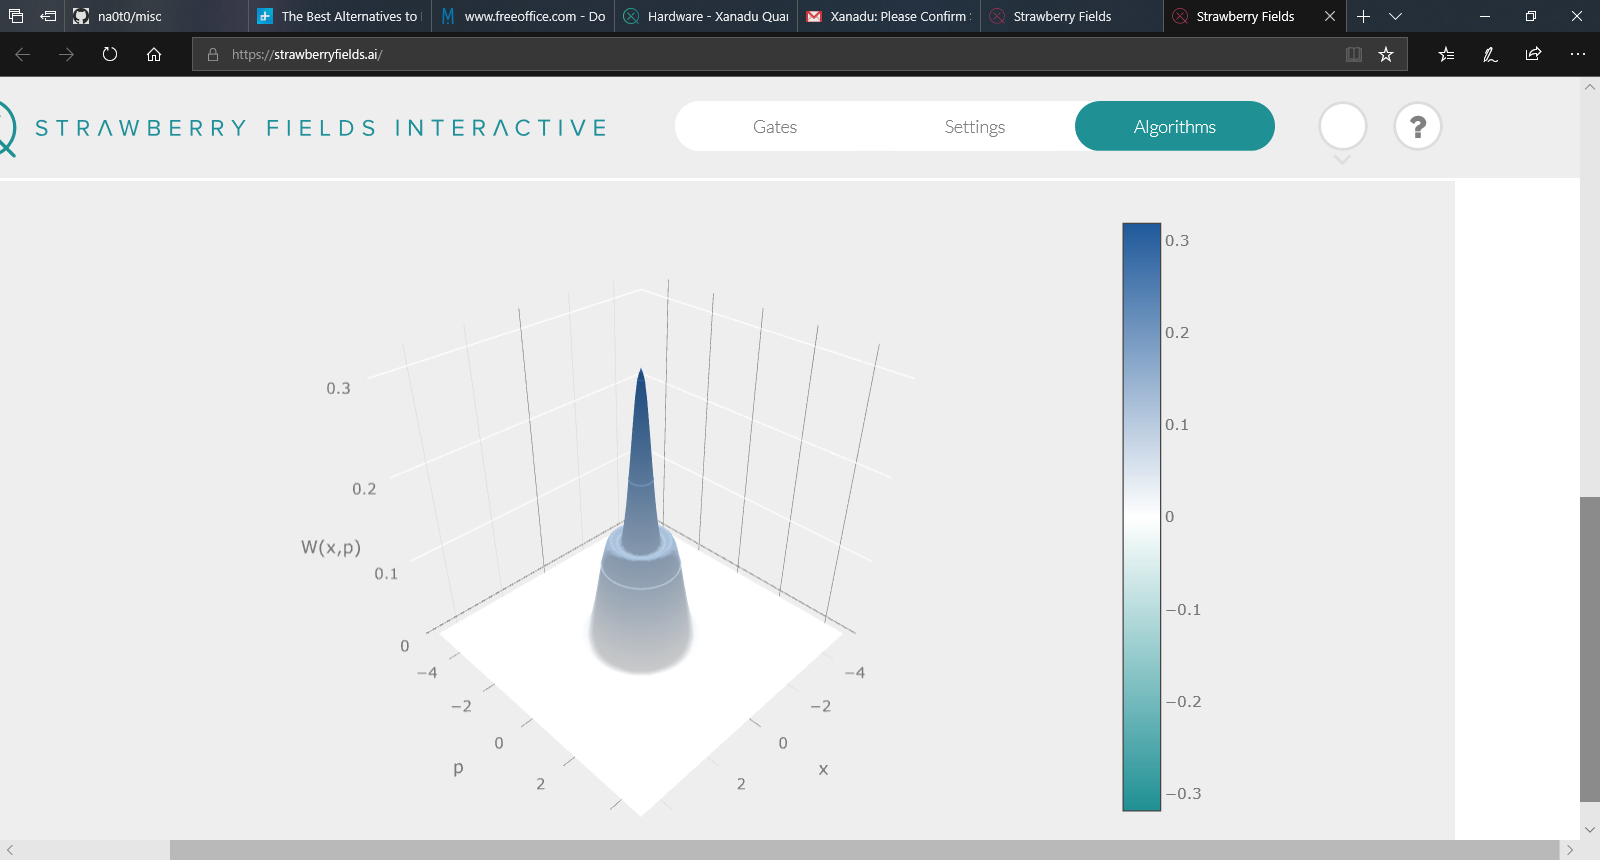 na0t0/misc
The Best Alternatives to
www.freeoffice.com - Do
Hardware - Xanadu Qua
Xanadu: Please Confirm
Strawberry Fields
Strawberry Fields
https://strawberryfields.ai/
STRAWBERRY FIELDS INTERACTIVE
Gates
Settings
Algorithms
?
0.3
0.2
W(x,p)
0.1
0
−4
−2
0
p
2
−4
−2
0
x
2
0.3
0.2
0.1
0
−0.1
−0.2
−0.3